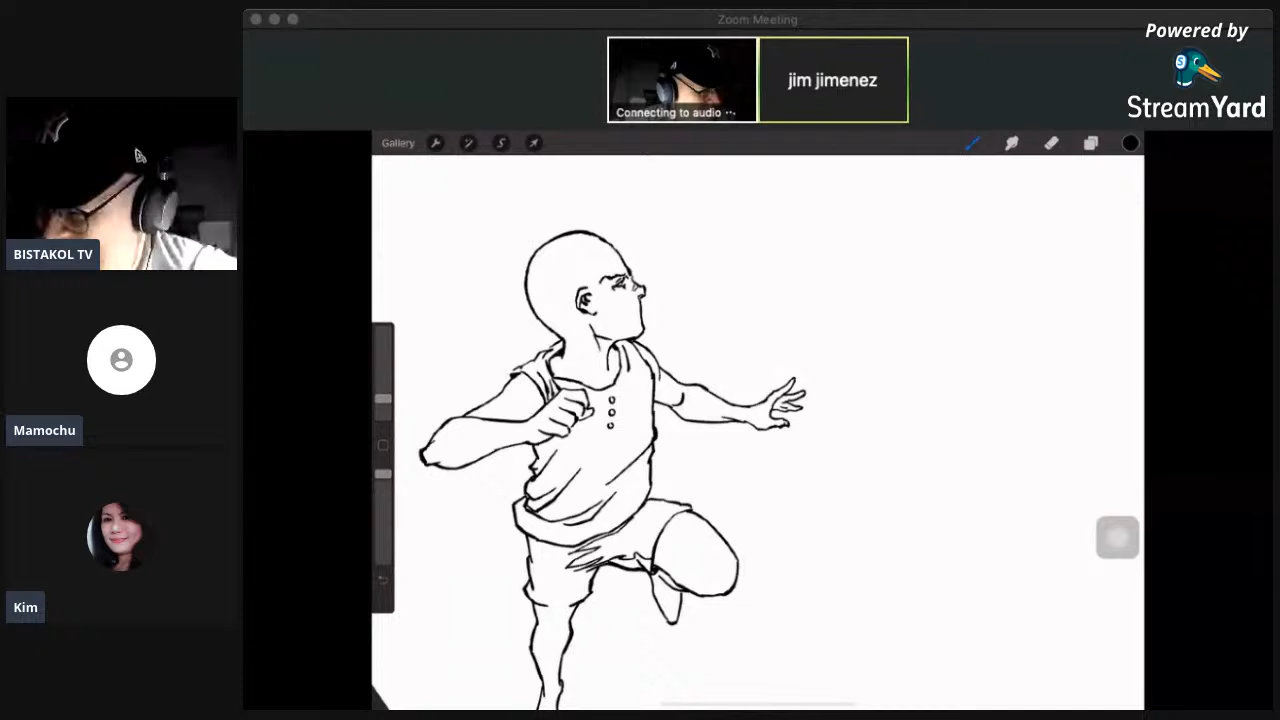 Zoom Meeting
Powered by
StreamYard
jim jimenez
Connecting to audio ···
Gallery
BISTAKOL TV
Mamochu
Kim